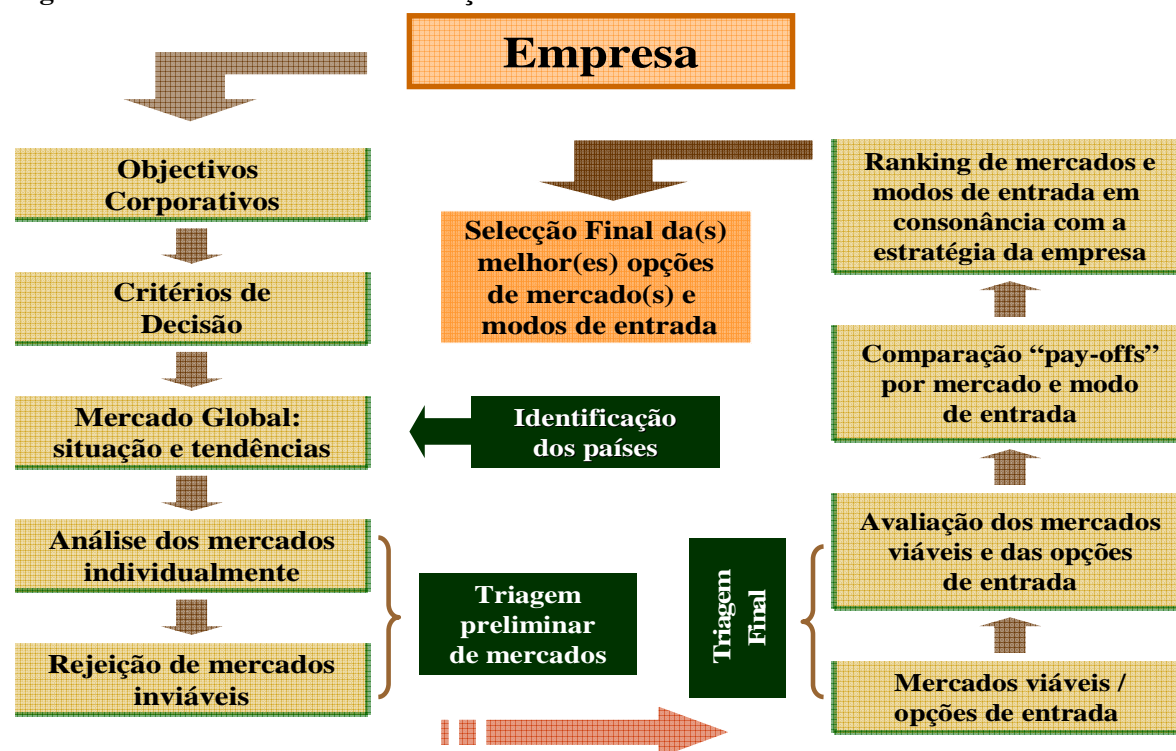 Empresa
Objectivos
Corporativos
Critérios de
Decisão
Mercado Global:
situação e tendências
Identificação
dos países
Análise dos mercados
individualmente
Rejeição de mercados
inviáveis
Triagem
preliminar
de mercados
Triagem
Final
Mercados viáveis /
opções de entrada
Avaliação dos mercados
viáveis e das opções
de entrada
Comparação “pay-offs”
por mercado e modo
de entrada
Ranking de mercados e
modos de entrada em
consonância com a
estratégia da empresa
Selecção Final da(s)
melhor(es) opções
de mercado(s) e
modos de entrada